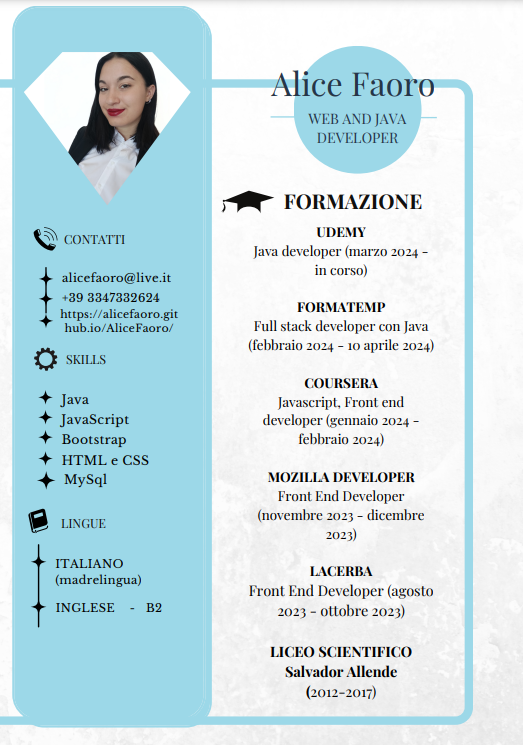 Alice Faoro
WEB AND JAVA
DEVELOPER
CONTATTI
alicefaoro@live.it
+39 3347332624
https://alicefaoro.git
hub.io/AliceFaoro/
SKILLS
Java
JavaScript
Bootstrap
HTML e CSS
MySql
LINGUE
ITALIANO
(madrelingua)
INGLESE - B2
FORMAZIONE
UDEMY
Java developer (marzo 2024 -
in corso)
FORMATEMP
Full stack developer con Java
(febbraio 2024 - 10 aprile 2024)
COURSERA
Javascript, Front end
developer (gennaio 2024 -
febbraio 2024)
MOZILLA DEVELOPER
Front End Developer
(novembre 2023 - dicembre
2023)
LACERBA
Front End Developer (agosto
2023 - ottobre 2023)
LICEO SCIENTIFICO
Salvador Allende
(2012-2017)